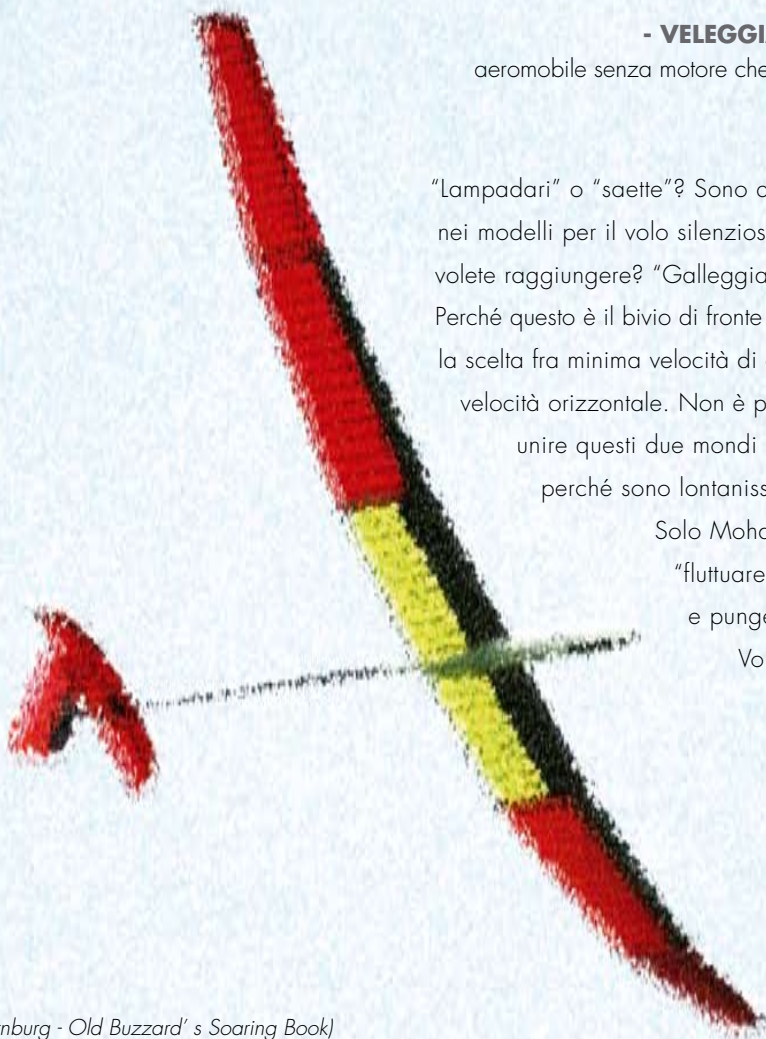 - VELEGGIA
aeromobile senza motore che
“Lampadari” o “saette”? Sono
nei modelli per il volo silenzios
volete raggiungere? “Galleggia
Perché questo è il bivio di fronte
la scelta fra minima velocità di
velocità orizzontale. Non è p
unire questi due mondi
perché sono lontaniss
Solo Moha
“fluttuare
e punge
Vo
rnburg - Old Buzzard’ s Soaring Book)